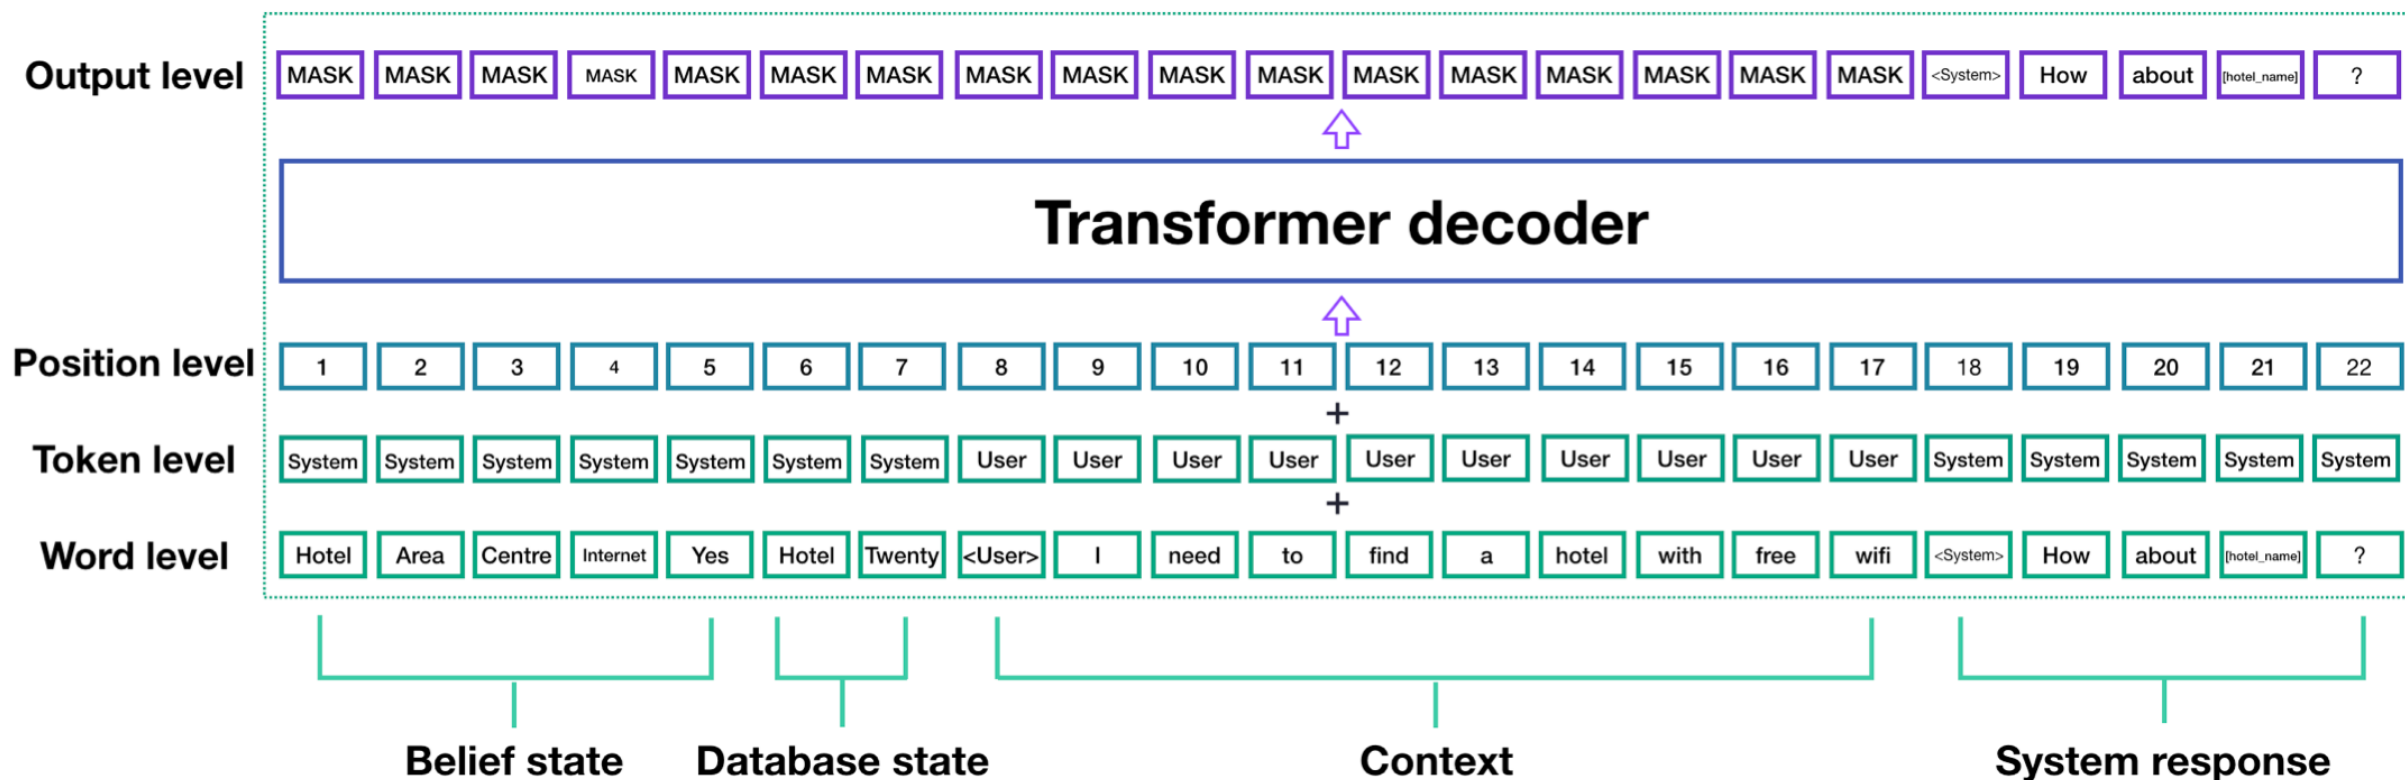 Output level MASK MASK MASK MASK MASK MASK MASK MASK MASK MASK MASK MASK MASK MASK MASK MASK MASK <System> How about [hotel_name] ?
Transformer decoder
Position level 1 2 3 4 5 6 7 8 9 10 11 12 13 14 15 16 17 18 19 20 21 22
+
Token level System System System System System System System User User User User User User User User User User System System System System System
+
Word level Hotel Area Centre Internet Yes Hotel Twenty <User> I need to find a hotel with free wifi <System> How about [hotel_name] ?
Belief state Database state Context System response